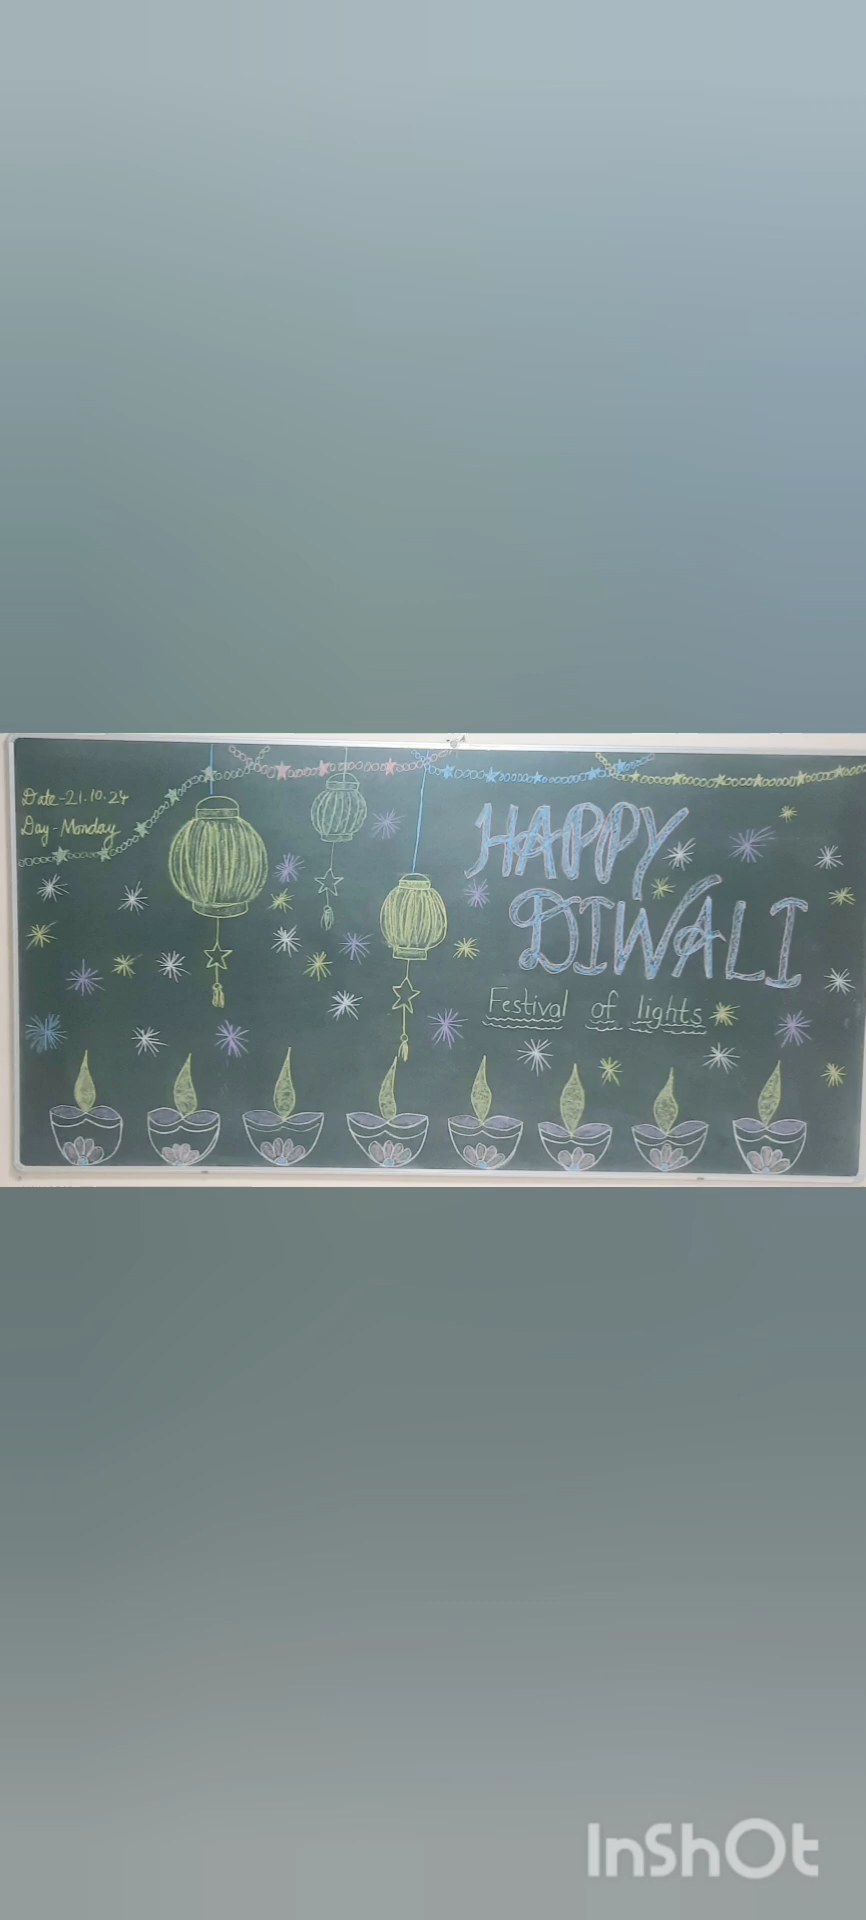 Date-21.10.24
Day-Monday
HAPPY
DIWALI
Festival of lights
InShOt